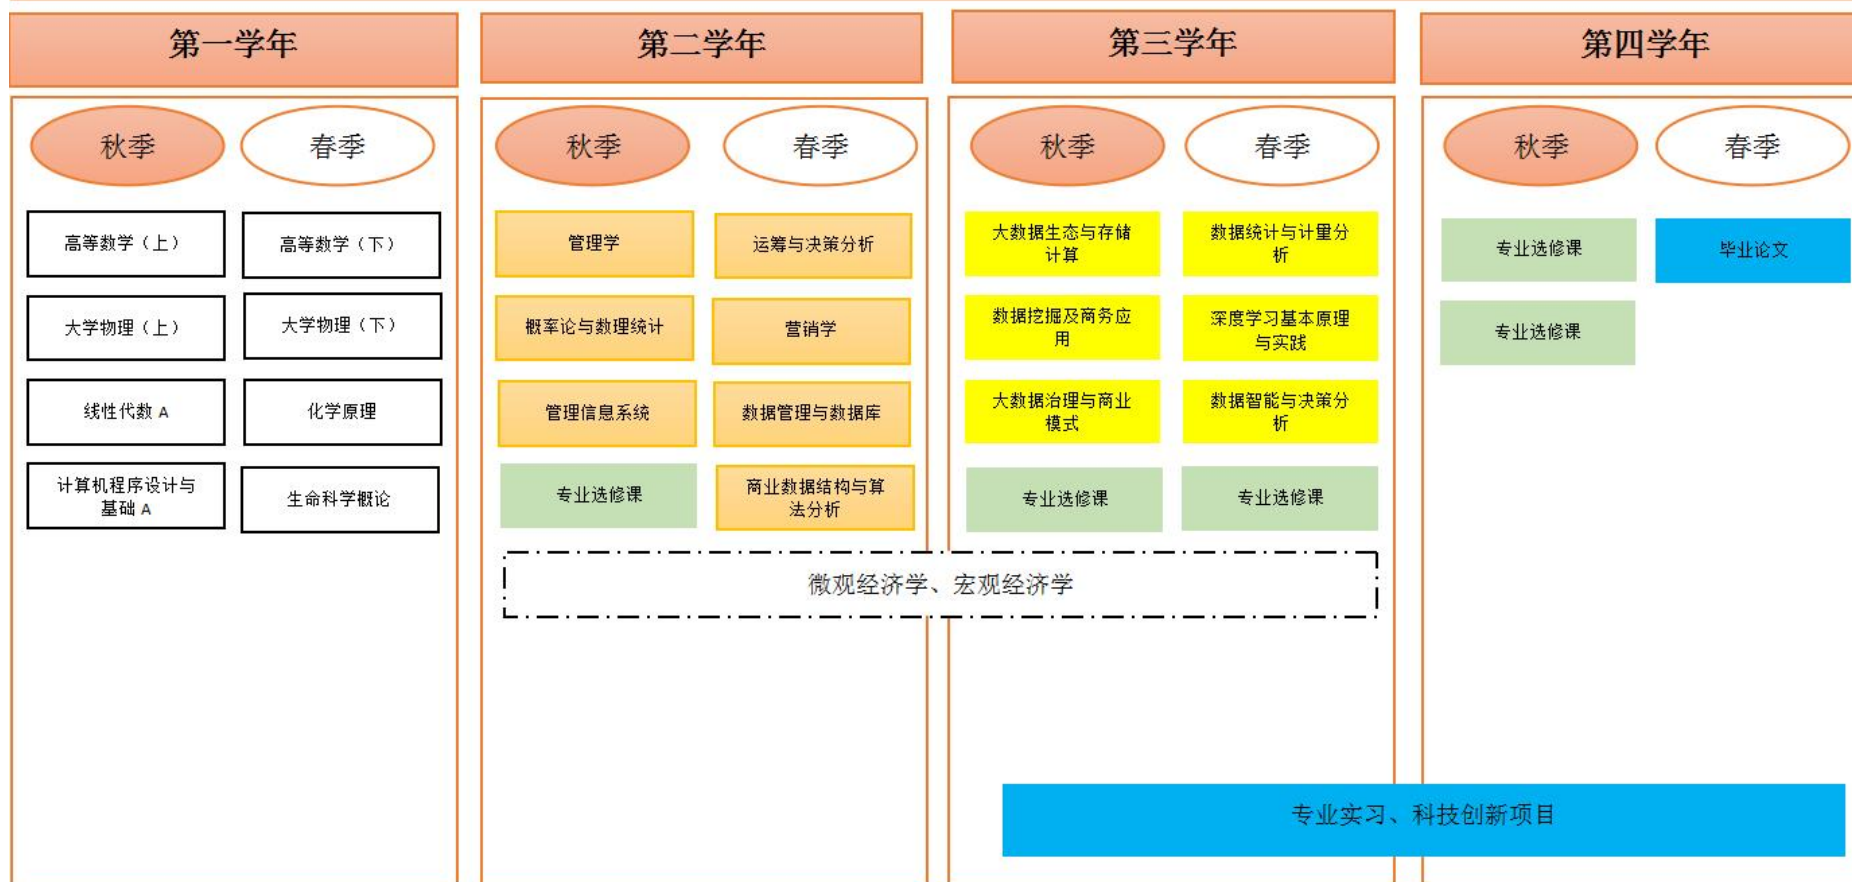 第一学年
第二学年
第三学年
第四学年
秋季
春季
秋季
春季
秋季
春季
秋季
春季
高等数学（上）
高等数学（下）
管理学
运筹与决策分析
大数据生态与存储
计算
数据统计与计量分
析
专业选修课
毕业论文
大学物理（上）
大学物理（下）
概率论与数理统计
营销学
数据挖掘及商务应
用
深度学习基本原理
与实践
专业选修课
线性代数 A
化学原理
管理信息系统
数据管理与数据库
大数据治理与商业
模式
数据智能与决策分
析
计算机程序设计与
基础 A
生命科学概论
专业选修课
商业数据结构与算
法分析
专业选修课
专业选修课
微观经济学、宏观经济学
专业实习、科技创新项目